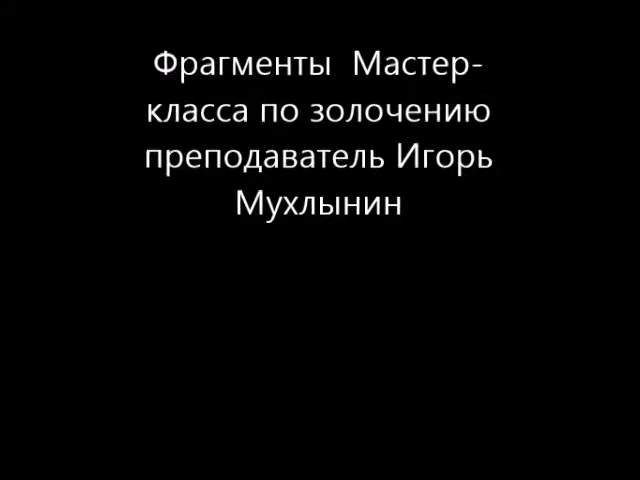 Фрагменты  Мастер-
класса по золочению
преподаватель Игорь
Мухлынин